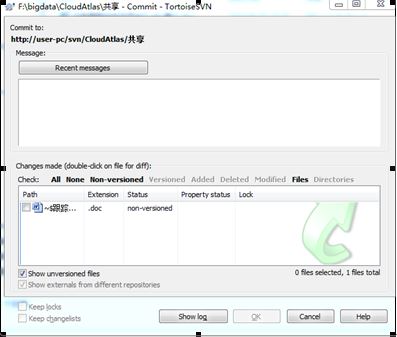 F:\bigdata\CloudAtlas\共享 - Commit - TortoiseSVN
Commit to:
http://user-pc/svn/CloudAtlas/共享
Message:
Recent messages
Changes made (double-click on file for diff):
Check: All None Non-versioned Versioned Added Deleted Modified Files Directories
Path Extension Status Property status Lock
~$跟踪... .doc non-versioned
Show unversioned files 0 files selected, 1 files total
Show externals from different repositories
Keep locks
Keep changelists
Show log OK Cancel Help